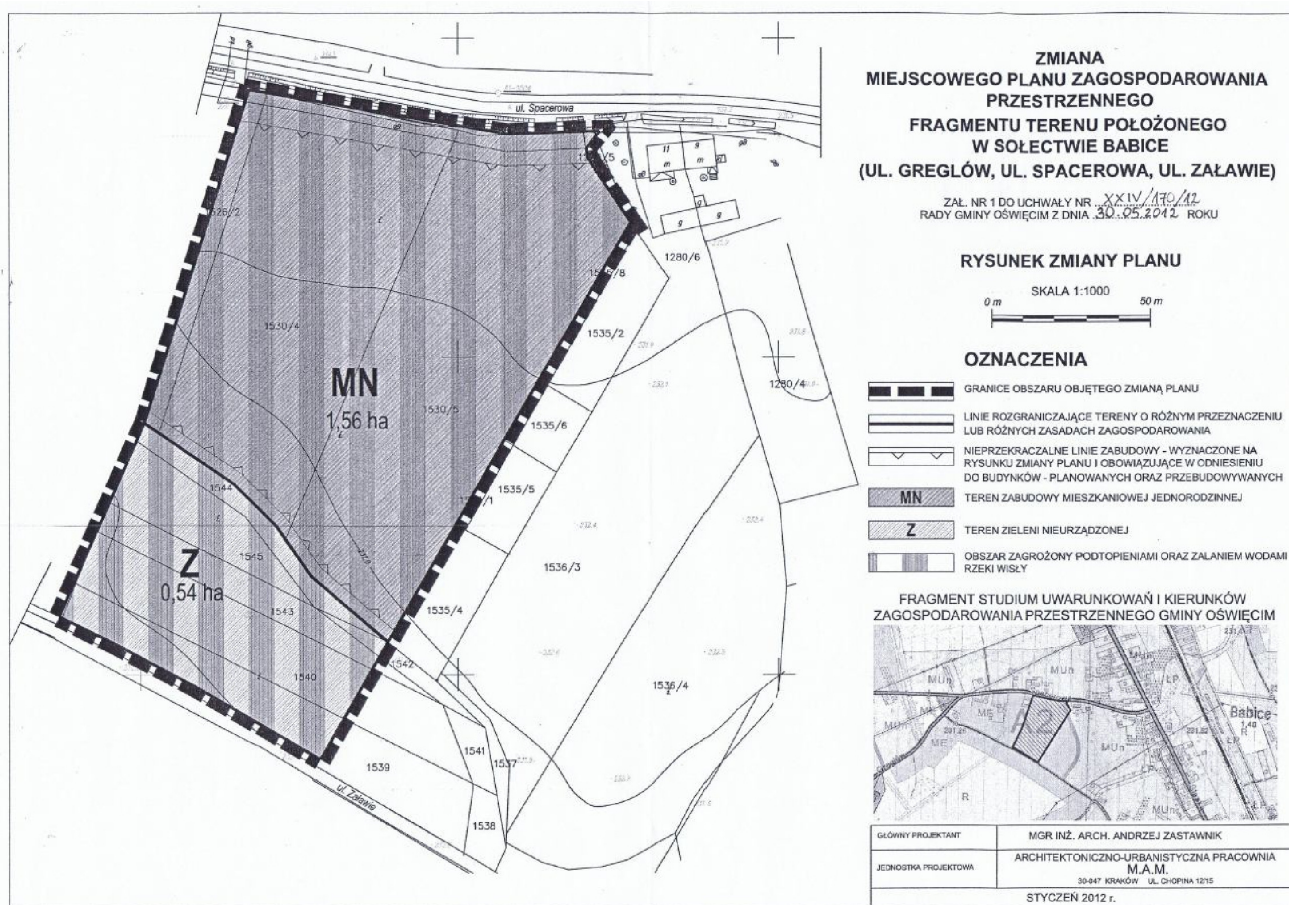 ZMIANA
MIEJSCOWEGO PLANU ZAGOSPODAROWANIA
PRZESTRZENNEGO
FRAGMENTU TERENU POŁOŻONEGO
W SOŁECTWIE BABICE
(UL. GREGLÓW, UL. SPACEROWA, UL. ZAŁAWIE)
ZAŁ. NR 1 DO UCHWAŁY NR XXIV/170/12
RADY GMINY OŚWIĘCIM Z DNIA 30.05.2012 ROKU
RYSUNEK ZMIANY PLANU
SKALA 1:1000
0 m 50 m
OZNACZENIA
GRANICE OBSZARU OBJĘTEGO ZMIANĄ PLANU
LINIE ROZGRANICZAJĄCE TERENY O RÓŻNYM PRZEZNACZENIU
LUB RÓŻNYCH ZASADACH ZAGOSPODAROWANIA
NIEPRZEKRACZALNE LINIE ZABUDOWY - WYZNACZONE NA
RYSUNKU ZMIANY PLANU I OBOWIĄZUJĄCE W ODNIESIENIU
DO BUDYNKÓW - PLANOWANYCH ORAZ PRZEBUDOWYWANYCH
MN TEREN ZABUDOWY MIESZKANIOWEJ JEDNORODZINNEJ
Z TEREN ZIELENI NIEURZĄDZONEJ
OBSZAR ZAGROŻONY PODTOPIENIAMI ORAZ ZALANIEM WODAMI
RZEKI WISŁY
FRAGMENT STUDIUM UWARUNKOWAŃ I KIERUNKÓW
ZAGOSPODAROWANIA PRZESTRZENNEGO GMINY OŚWIĘCIM
MUn
MUn
Babice
R
MUn
R
MUn
GŁÓWNY PROJEKTANT MGR INŻ. ARCH. ANDRZEJ ZASTAWNIK
JEDNOSTKA PROJEKTOWA ARCHITEKTONICZNO-URBANISTYCZNA PRACOWNIA
M.A.M.
30-047 KRAKÓW UL. CHOPINA 12/15
STYCZEŃ 2012 r.
ul. Spacerowa
11 9
m m
g g
1280/6
1535/2
1530/4
1280/4
MN
1,56 ha
1530/5
1535/6
1535/5
1544
1545
Z
0,54 ha
1543
1536/3
1535/4
1542
1540
1536/4
1541
1537
1539
1538
ul. Załawie